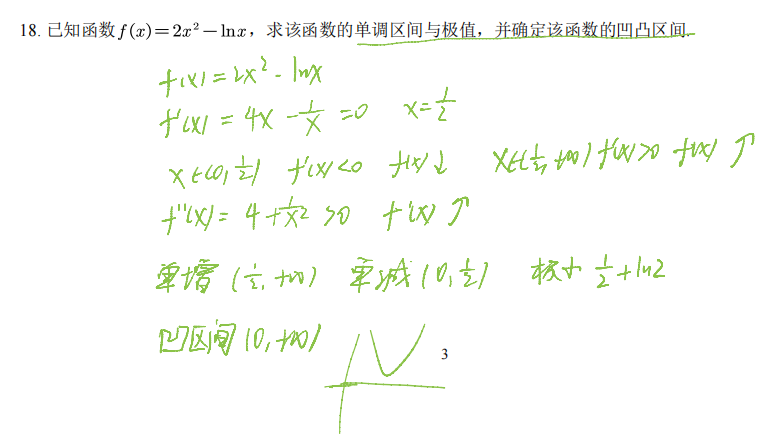 18. 已知函数f(x)=2x²-lnx，求该函数的单调区间与极值，并确定该函数的凹凸区间.
f(x)=2x²-lnx
f'(x)=4x-1/x=0 x=1/2
x∈(0,1/2) f'(x)<0 f(x)↓ x∈(1/2,+∞) f'(x)>0 f(x)↑
f''(x)=4+1/x²>0 f'(x)↑
单增(1/2,+∞) 单减(0,1/2) 极小 1/2+ln2
凹区间(0,+∞)
3